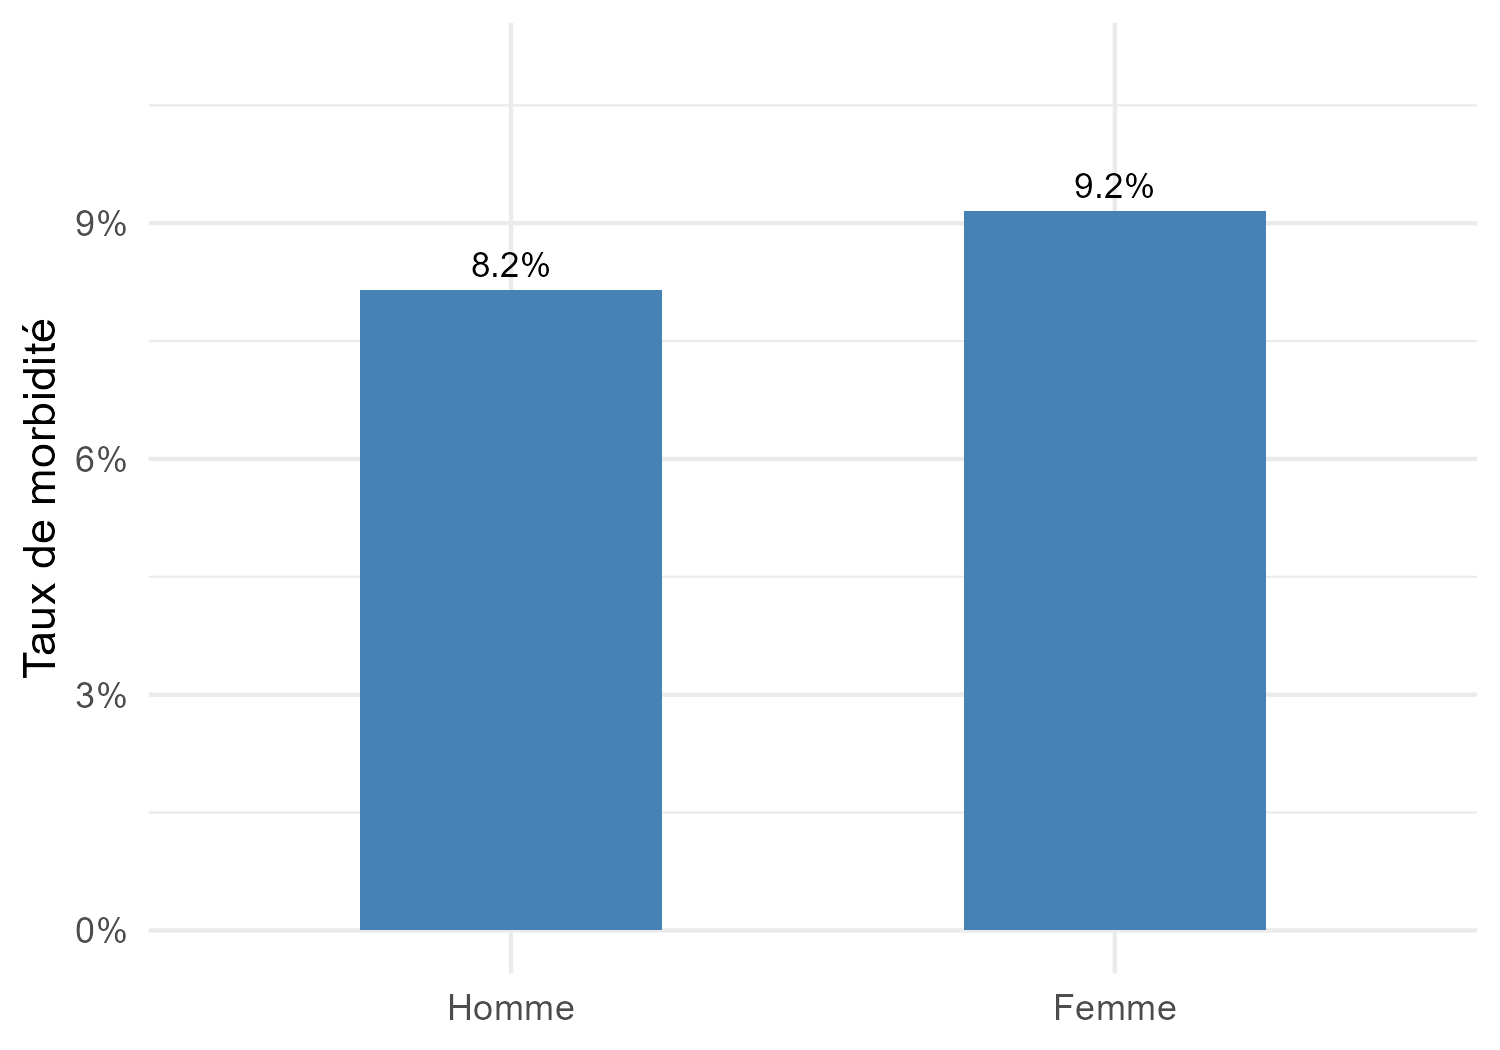 Taux de morbidité
9%
6%
3%
0%
8.2%
9.2%
Homme
Femme